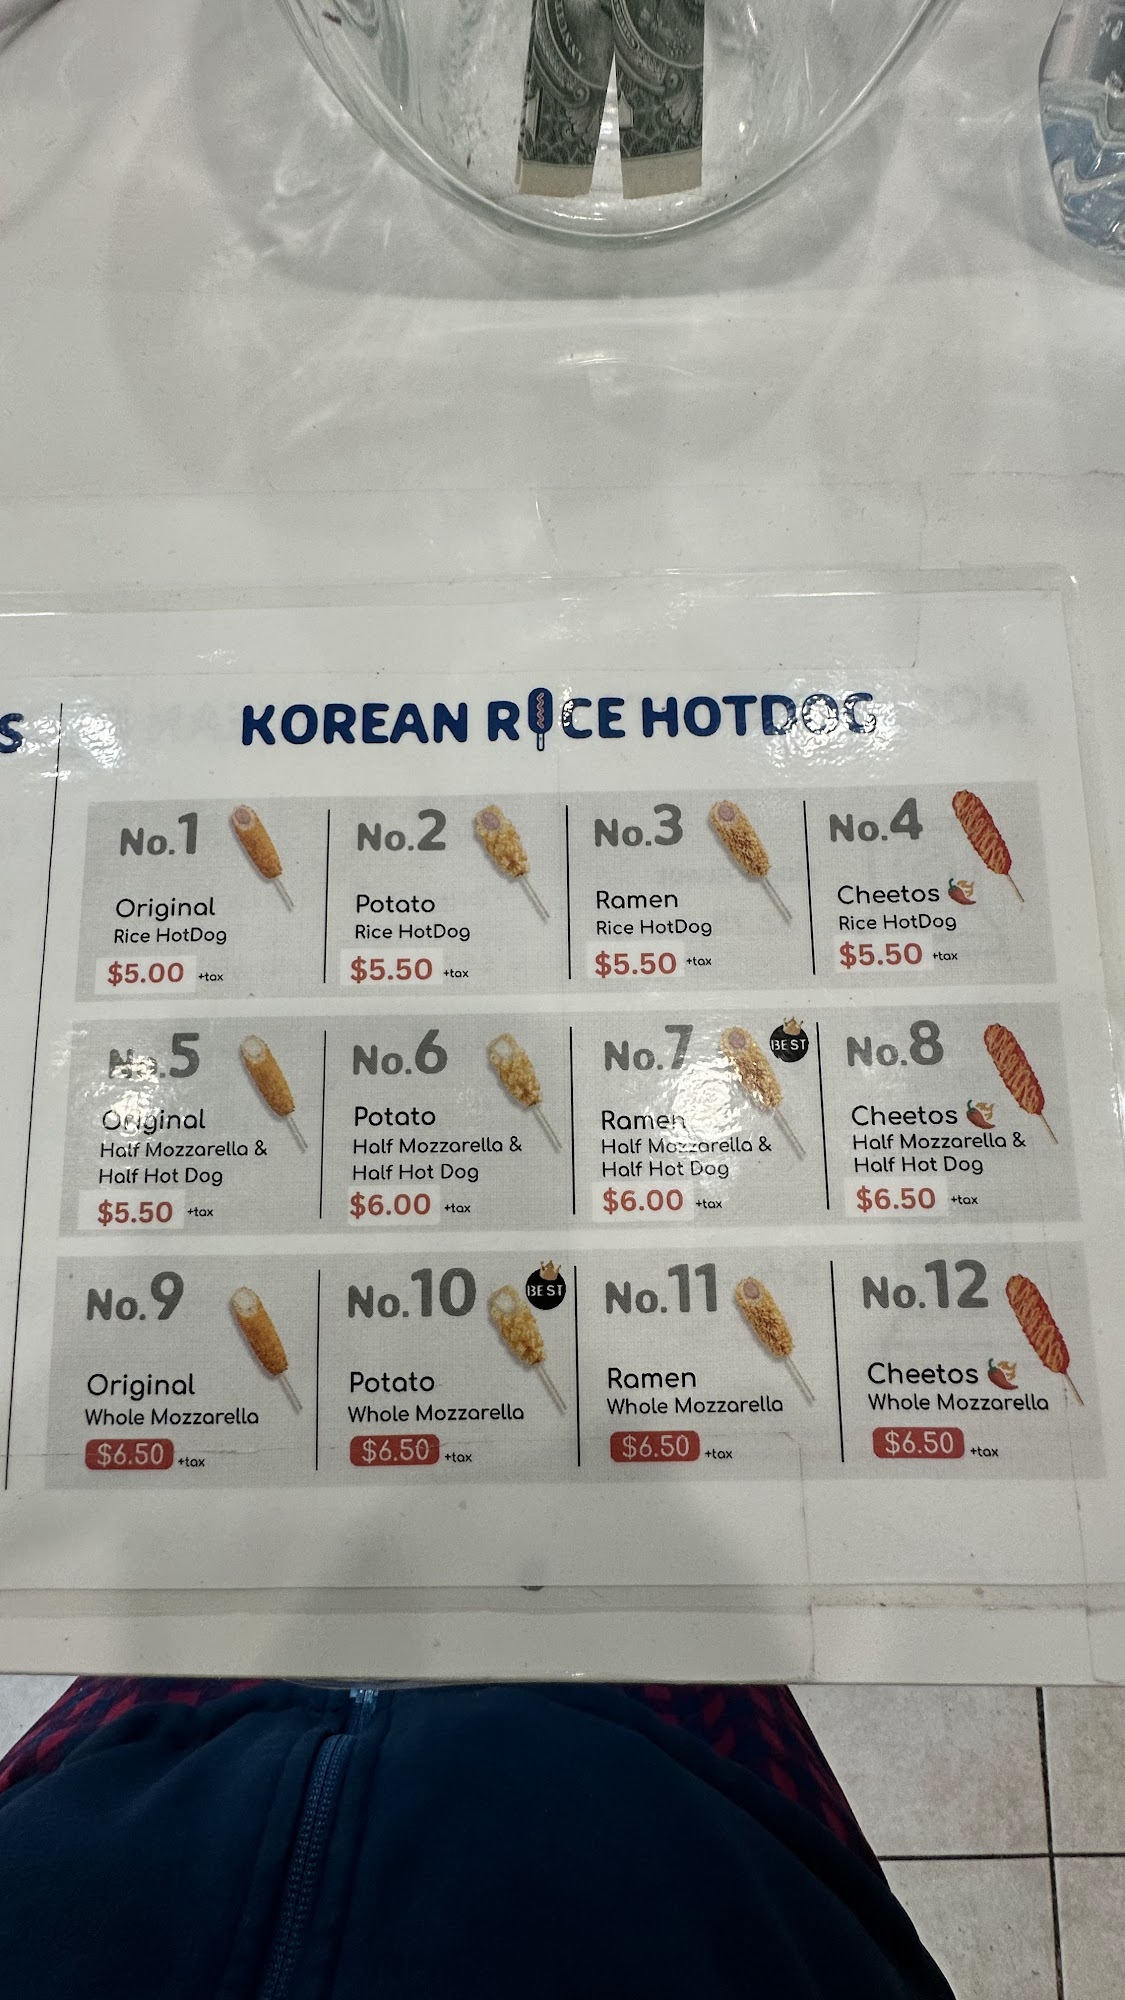 S
KOREAN RICE HOTDOG
No.1
Original
Rice HotDog
$5.00 +tax
No.2
Potato
Rice HotDog
$5.50 +tax
No.3
Ramen
Rice HotDog
$5.50 +tax
No.4
Cheetos
Rice HotDog
$5.50 +tax
No.5
Original
Half Mozzarella &
Half Hot Dog
$5.50 +tax
No.6
Potato
Half Mozzarella &
Half Hot Dog
$6.00 +tax
No.7
BEST
Ramen
Half Mozzarella &
Half Hot Dog
$6.00 +tax
No.8
Cheetos
Half Mozzarella &
Half Hot Dog
$6.50 +tax
No.9
Original
Whole Mozzarella
$6.50 +tax
No.10
BEST
Potato
Whole Mozzarella
$6.50 +tax
No.11
Ramen
Whole Mozzarella
$6.50 +tax
No.12
Cheetos
Whole Mozzarella
$6.50 +tax